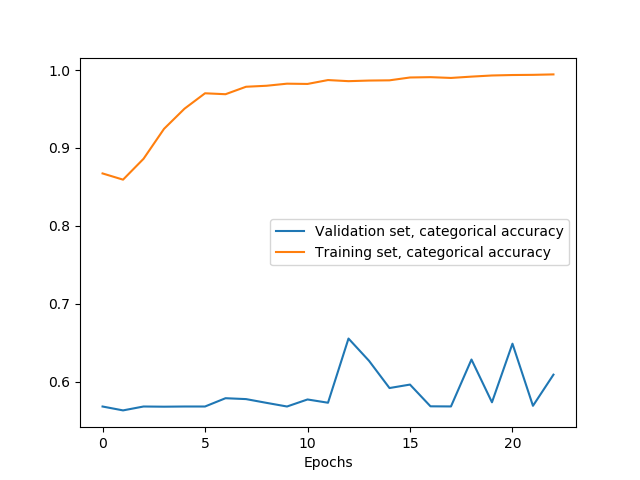 1.0
0.9
0.8
0.7
0.6
Validation set, categorical accuracy
Training set, categorical accuracy
0 5 10 15 20
Epochs